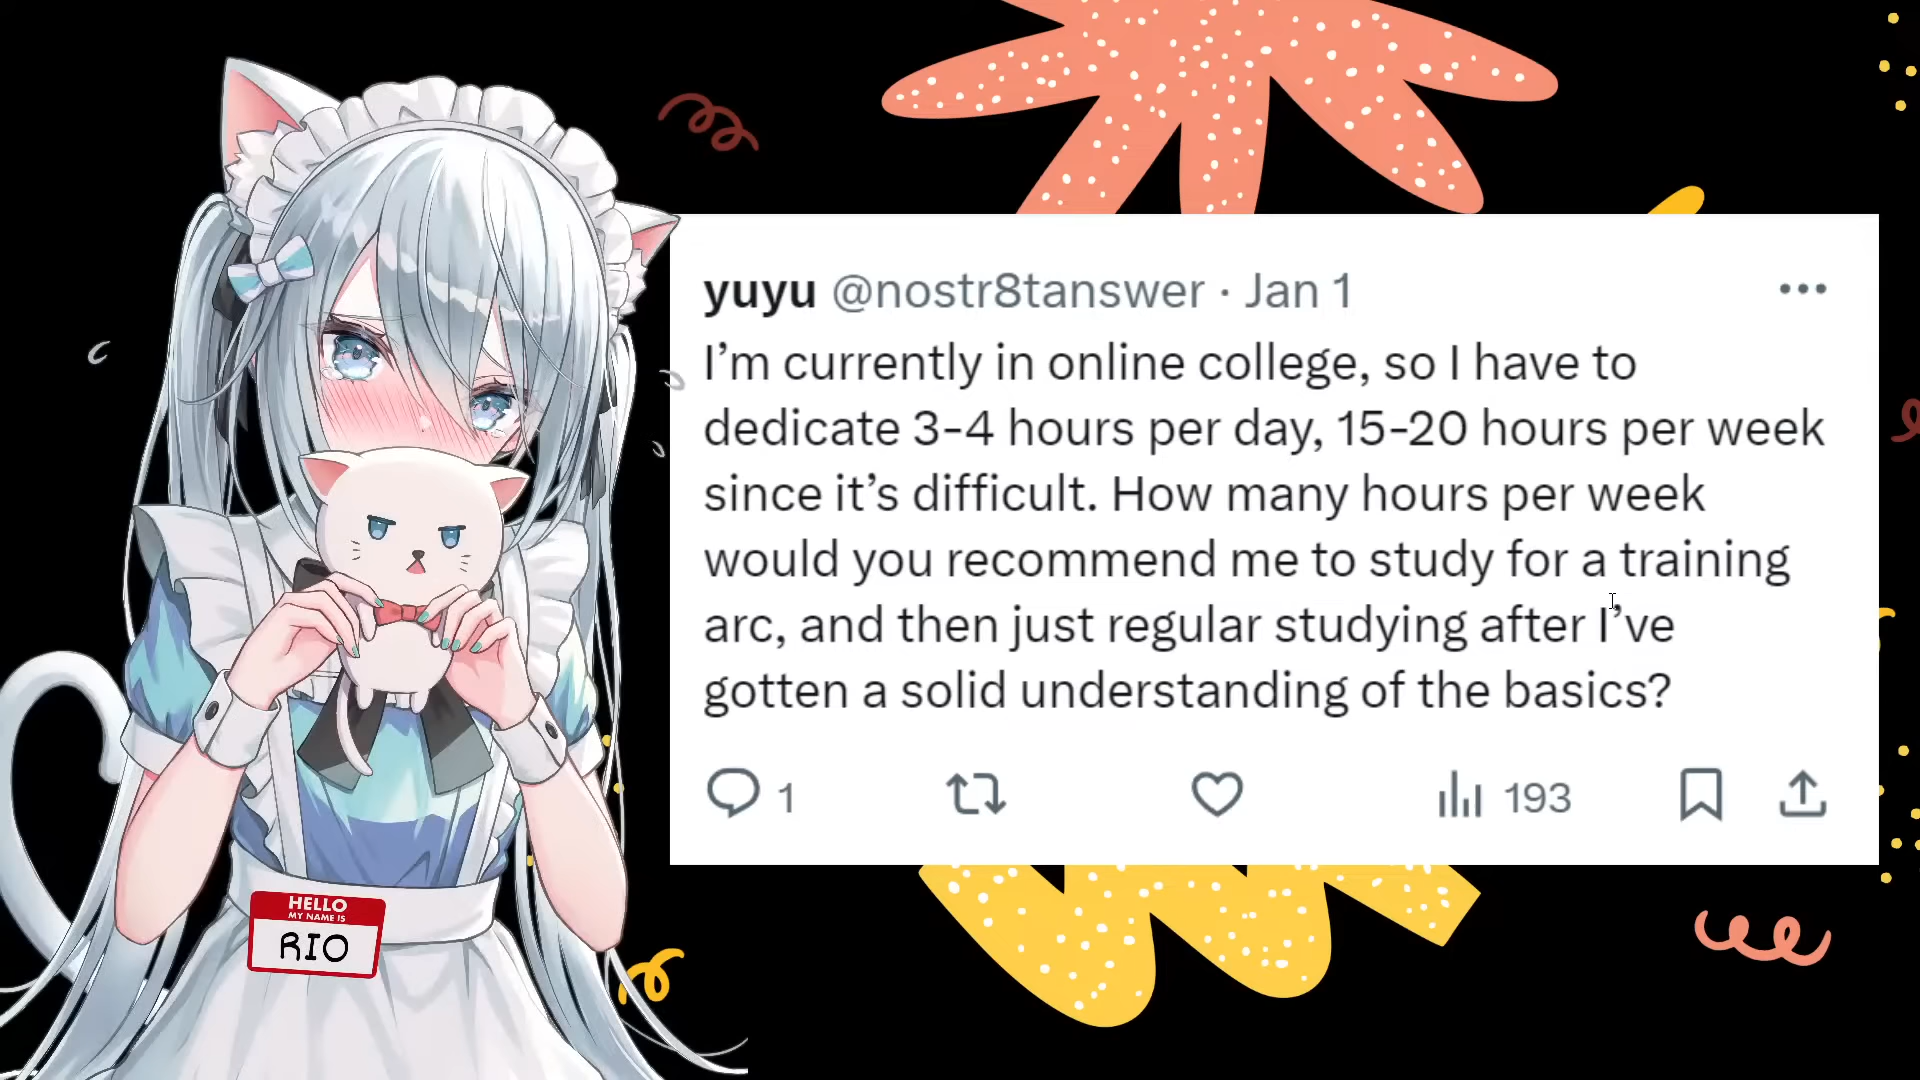 yuyu @nostr8tanswer · Jan 1
I’m currently in online college, so I have to
dedicate 3-4 hours per day, 15-20 hours per week
since it’s difficult. How many hours per week
would you recommend me to study for a training
arc, and then just regular studying after I’ve
gotten a solid understanding of the basics?
1
193
HELLO
MY NAME IS
RIO